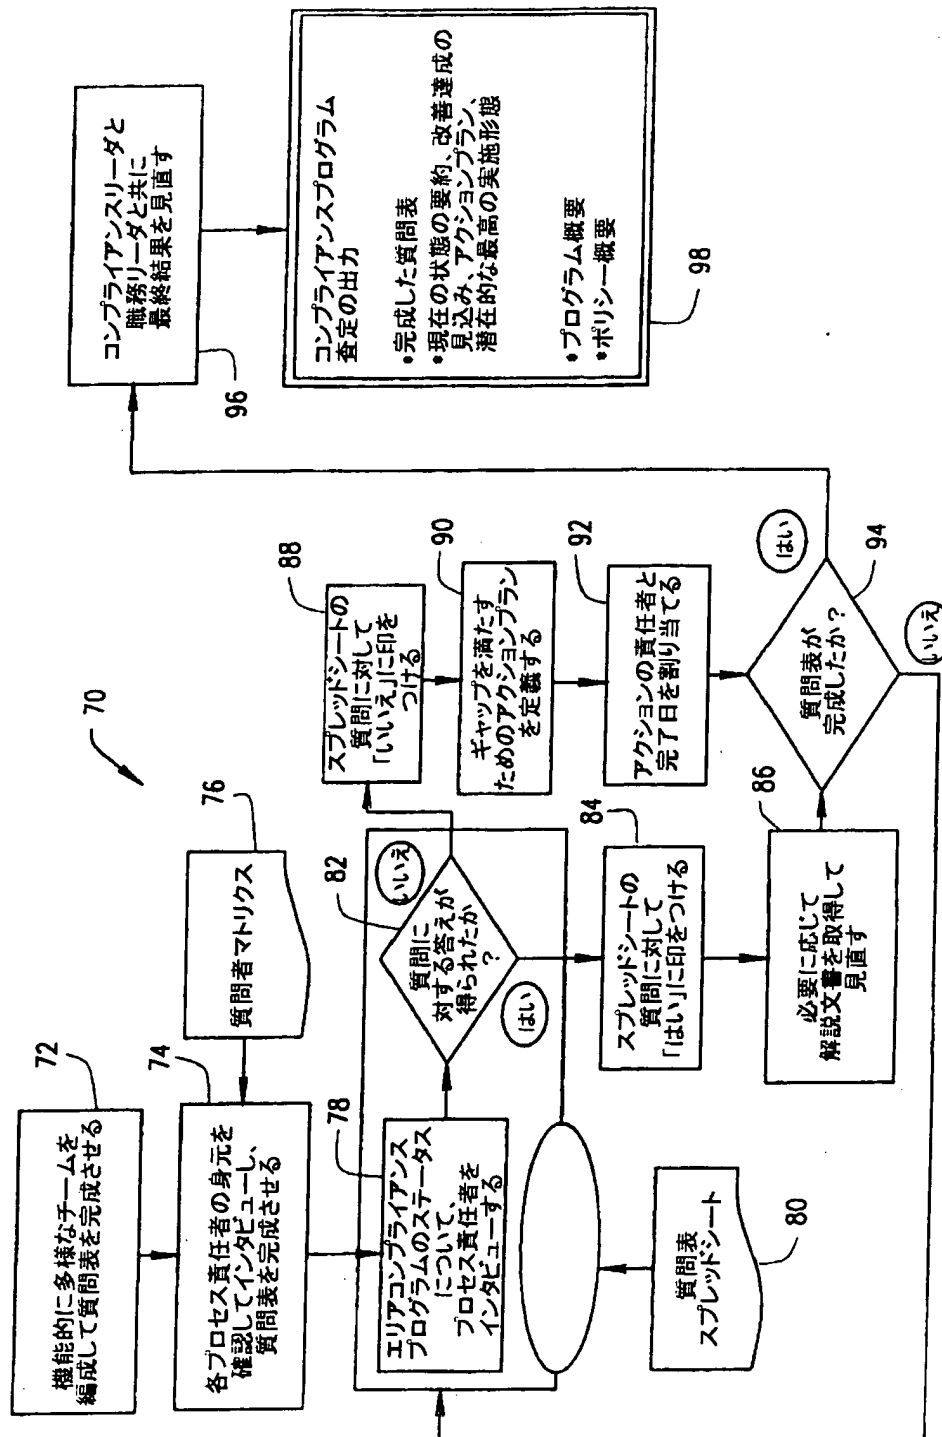 70
72
機能的に多様なチームを
編成して質問表を完成させる
74
各プロセス責任者の身元を
確認してインタビューし、
質問表を完成させる
76
質問者マトリクス
78
エリアコンプライアンス
プログラムのステータス
について、
プロセス責任者を
インタビューする
80
質問表
スプレッドシート
82
質問に
対する答えが
得られたか
?
いいえ
はい
84
スプレッドシートの
質問に対して
「はい」に印をつける
86
必要に応じて
解説文書を取得して
見直す
88
スプレッドシートの
質問に対して
「いいえ」に印を
つける
90
ギャップを満たす
ためのアクションプラン
を定義する
92
アクションの責任者と
完了日を割り当てる
94
質問表が
完成したか?
はい
いいえ
96
コンプライアンスリーダと
職務リーダと共に
最終結果を見直す
98
コンプライアンスプログラム
査定の出力
•完成した質問表
•現在の状態の要約、改善達成の
見込み、アクションプラン、
潜在的な最高の実施形態
•プログラム概要
•ポリシー概要